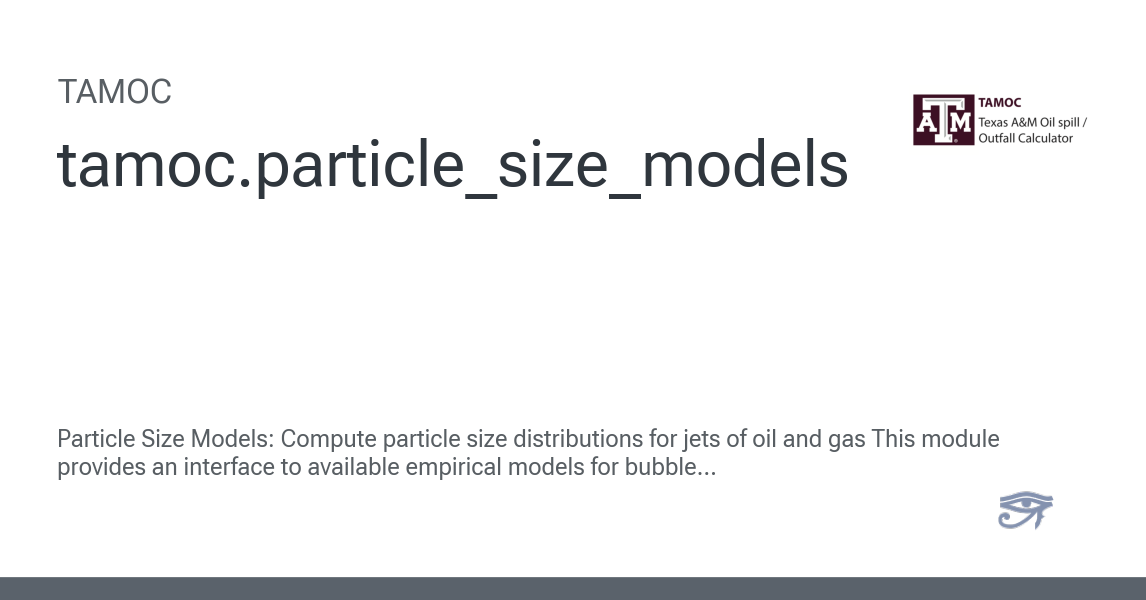 TAMOC
tamoc.particle_size_models
ATM
TAMOC
Texas A&M Oil spill /
Outfall Calculator
Particle Size Models: Compute particle size distributions for jets of oil and gas This module
provides an interface to available empirical models for bubble...